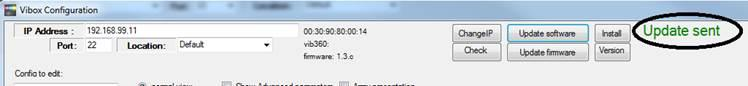 Vibox Configuration
IP Address : 192.168.99.11 00:30:90:80:00:14 ChangeIP Update software Install Update sent
Port: 22 Location: Default vib360: Check Update firmware Version
firmware: 1.3.c
Config to edit:
normal view Show Advanced parameters Array presentation